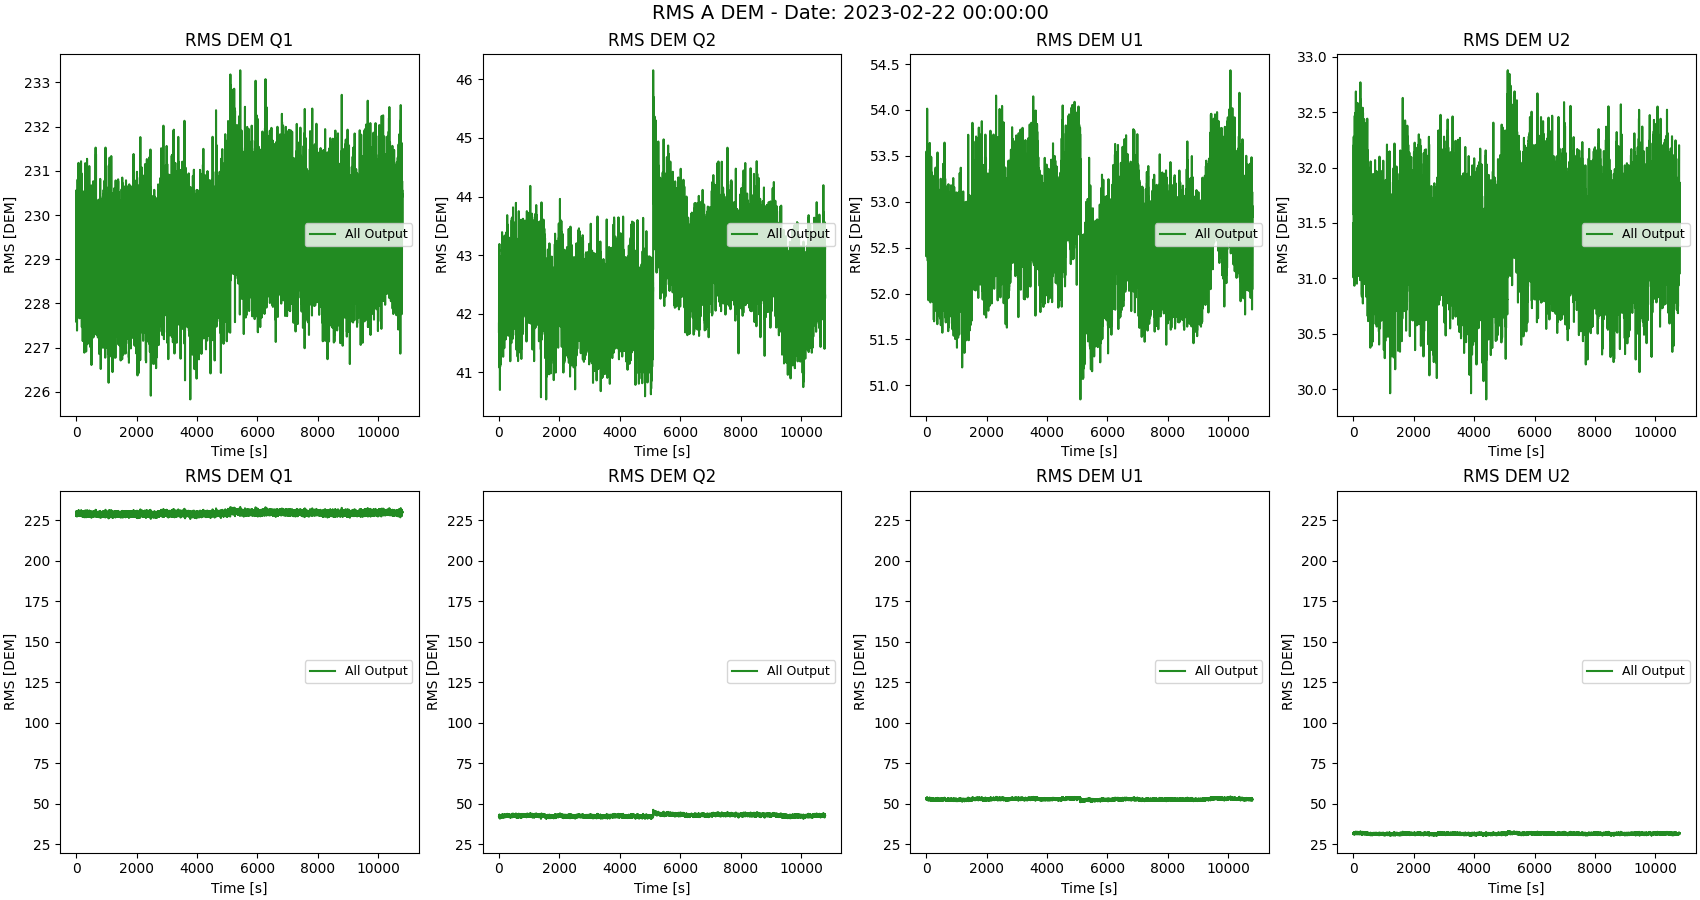 RMS A DEM - Date: 2023-02-22 00:00:00
RMS DEM Q1
RMS [DEM]
233
232
231
230
229
228
227
226
All Output
0 2000 4000 6000 8000 10000
Time [s]
RMS DEM Q2
RMS [DEM]
46
45
44
43
42
41
All Output
0 2000 4000 6000 8000 10000
Time [s]
RMS DEM U1
RMS [DEM]
54.5
54.0
53.5
53.0
52.5
52.0
51.5
51.0
All Output
0 2000 4000 6000 8000 10000
Time [s]
RMS DEM U2
RMS [DEM]
33.0
32.5
32.0
31.5
31.0
30.5
30.0
All Output
0 2000 4000 6000 8000 10000
Time [s]
RMS DEM Q1
RMS [DEM]
225
200
175
150
125
100
75
50
25
All Output
0 2000 4000 6000 8000 10000
Time [s]
RMS DEM Q2
RMS [DEM]
225
200
175
150
125
100
75
50
25
All Output
0 2000 4000 6000 8000 10000
Time [s]
RMS DEM U1
RMS [DEM]
225
200
175
150
125
100
75
50
25
All Output
0 2000 4000 6000 8000 10000
Time [s]
RMS DEM U2
RMS [DEM]
225
200
175
150
125
100
75
50
25
All Output
0 2000 4000 6000 8000 10000
Time [s]